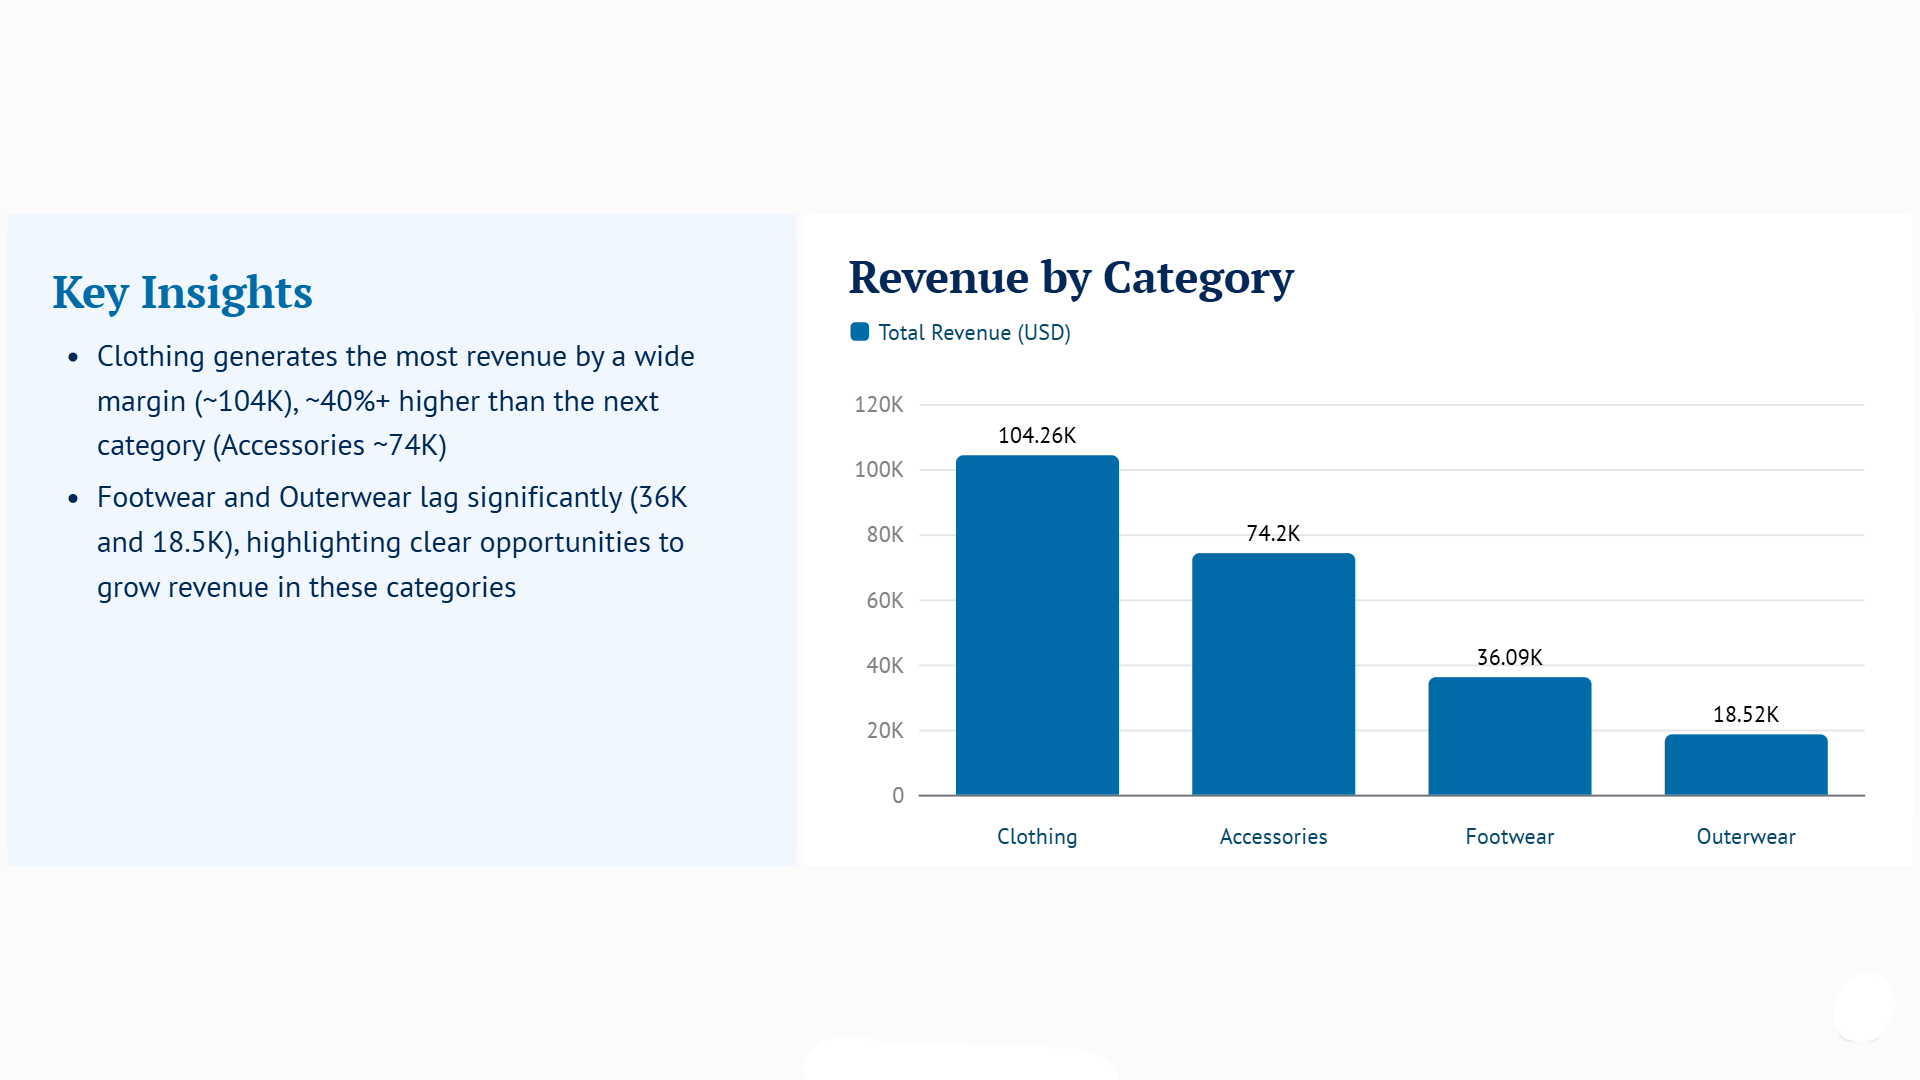 Key Insights
• Clothing generates the most revenue by a wide
margin (~104K), ~40%+ higher than the next
category (Accessories ~74K)
• Footwear and Outerwear lag significantly (36K
and 18.5K), highlighting clear opportunities to
grow revenue in these categories
Revenue by Category
Total Revenue (USD)
120K
100K
80K
60K
40K
20K
0
104.26K
74.2K
36.09K
18.52K
Clothing
Accessories
Footwear
Outerwear